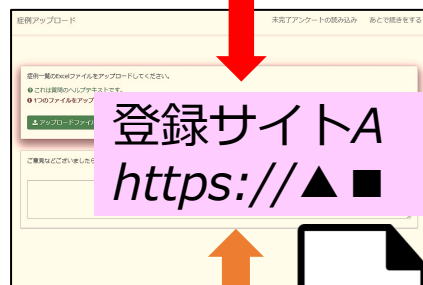 症例アップロード
未完了アンケートの読み込み あとで続きをする
症例一覧のExcelファイルをアップロードしてください。
これは質問のヘルプテキストです。
1つのファイルをアップ
アップロードファイ
登録サイトA
https://▲■
ご意見などございましたら